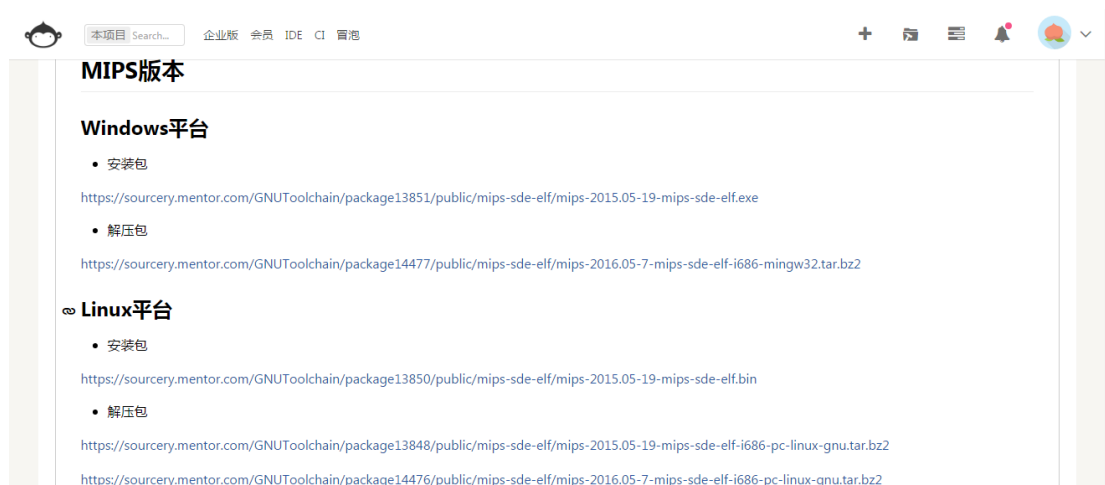 本项目 Search... 企业版 会员 IDE CI 冒泡
MIPS版本
Windows平台
• 安装包
https://sourcery.mentor.com/GNUToolchain/package13851/public/mips-sde-elf/mips-2015.05-19-mips-sde-elf.exe
• 解压包
https://sourcery.mentor.com/GNUToolchain/package14477/public/mips-sde-elf/mips-2016.05-7-mips-sde-elf-i686-mingw32.tar.bz2
Linux平台
• 安装包
https://sourcery.mentor.com/GNUToolchain/package13850/public/mips-sde-elf/mips-2015.05-19-mips-sde-elf.bin
• 解压包
https://sourcery.mentor.com/GNUToolchain/package13848/public/mips-sde-elf/mips-2015.05-19-mips-sde-elf-i686-pc-linux-gnu.tar.bz2
https://sourcery.mentor.com/GNUToolchain/package14476/public/mips-sde-elf/mips-2016.05-7-mips-sde-elf-i686-pc-linux-gnu.tar.bz2